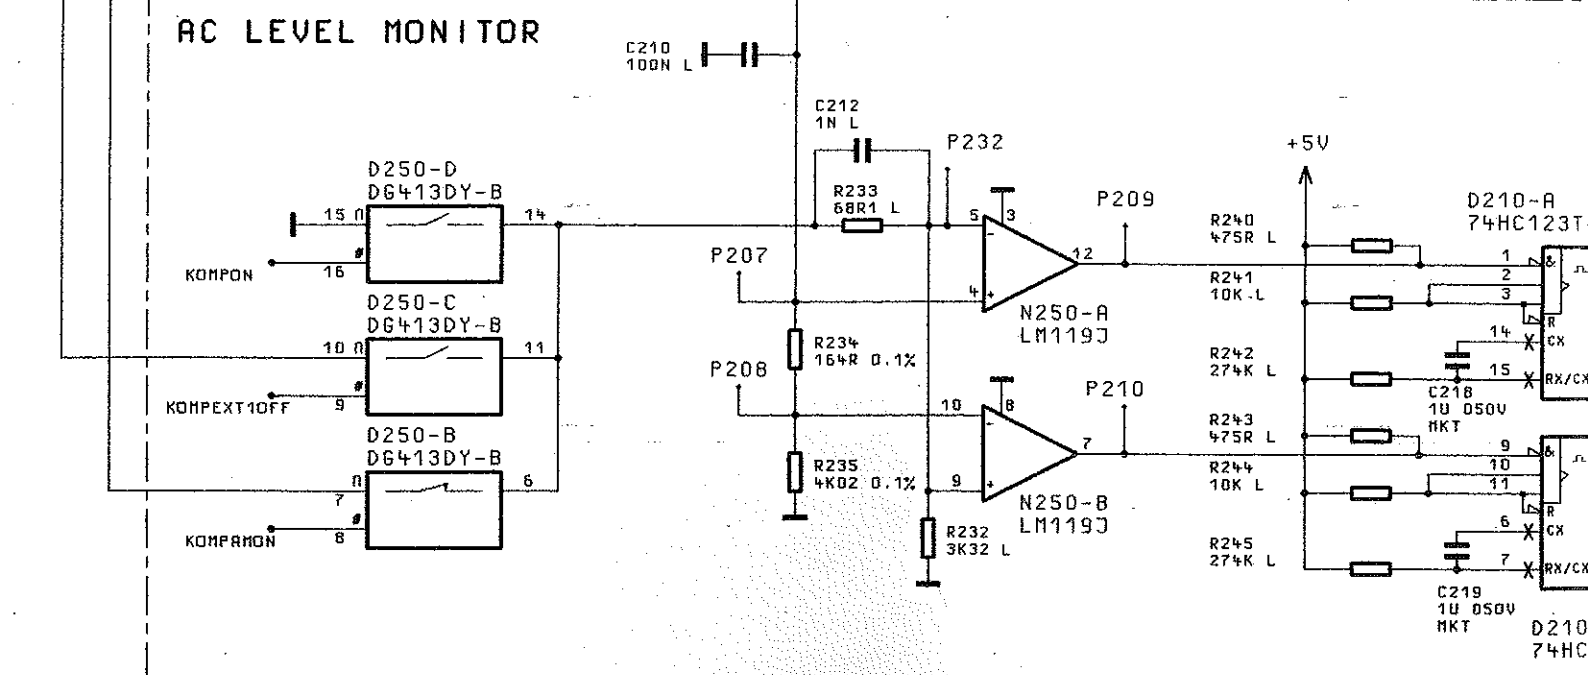 AC LEVEL MONITOR
C210
100N L
C212
1N L
P232
+5V
D250-D
DG413DY-B
15
14
#
16
KOMPON
R233
68R1 L
5
3
P209
12
4
N250-A
LM119J
P207
R234
164R 0.1%
P208
D250-C
DG413DY-B
10
11
#
9
KOMPEXT1OFF
D250-B
DG413DY-B
7
6
#
8
KOMPAMON
10
8
P210
7
9
N250-B
LM119J
R235
4K02 0.1%
R232
3K32 L
R240
475R L
R241
10K L
R242
274K L
R243
475R L
R244
10K L
R245
274K L
D210-A
74HC123T
1
&
2
3
R
14
CX
15
RX/CX
C218
1U 050V
MKT
9
&
10
11
R
6
CX
7
RX/CX
C219
1U 050V
MKT
D210
74HC